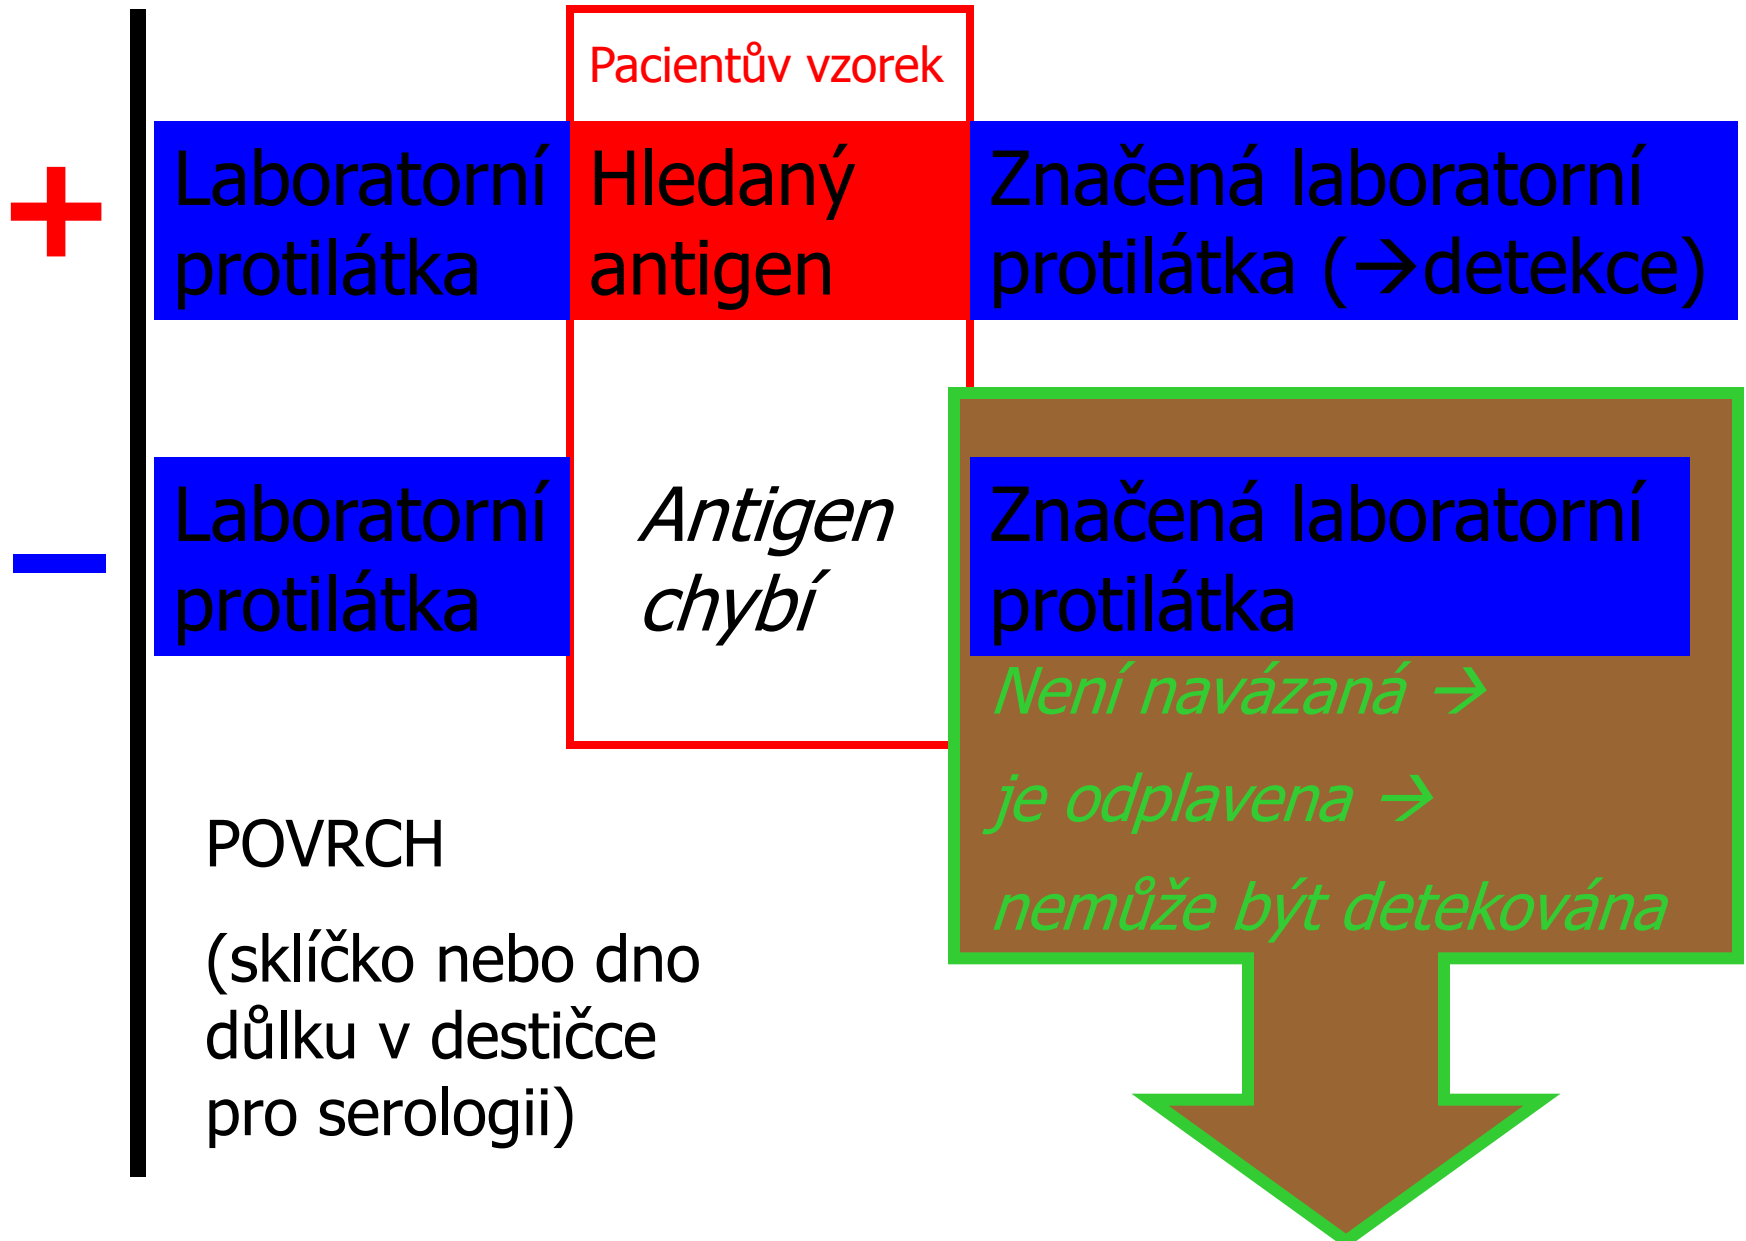 Pacientův vzorek
+
Laboratorní
protilátka
Hledaný
antigen
Značená laboratorní
protilátka (→detekce)
–
Laboratorní
protilátka
Antigen
chybí
Značená laboratorní
protilátka
Není navázaná →
je odplavena →
nemůže být detekována
POVRCH
(sklíčko nebo dno
důlku v destičce
pro serologii)